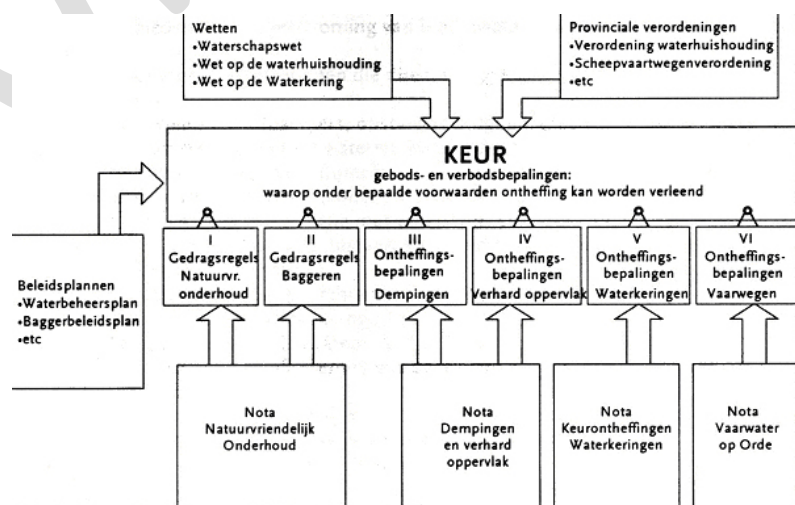 Wetten
•Waterschapswet
•Wet op de waterhuishouding
•Wet op de Waterkering
Provinciale verordeningen
•Verordening waterhuishouding
•Scheepvaartwegenverordening
•etc
KEUR
gebods- en verbodsbepalingen:
waarop onder bepaalde voorwaarden ontheffing kan worden verleend
Beleidsplannen
•Waterbeheersplan
•Baggerbeleidsplan
•etc
I
Gedragsregels
Natuurvr.
onderhoud
II
Gedragsregels
Baggeren
III
Ontheffings-
bepalingen
Dempingen
IV
Ontheffings-
bepalingen
Verhard oppervlak
V
Ontheffings-
bepalingen
Waterkeringen
VI
Ontheffings-
bepalingen
Vaarwegen
Nota
Natuurvriendelijk
Onderhoud
Nota
Dempingen
en verhard
oppervlak
Nota
Keurontheffingen
Waterkeringen
Nota
Vaarwater
op Orde